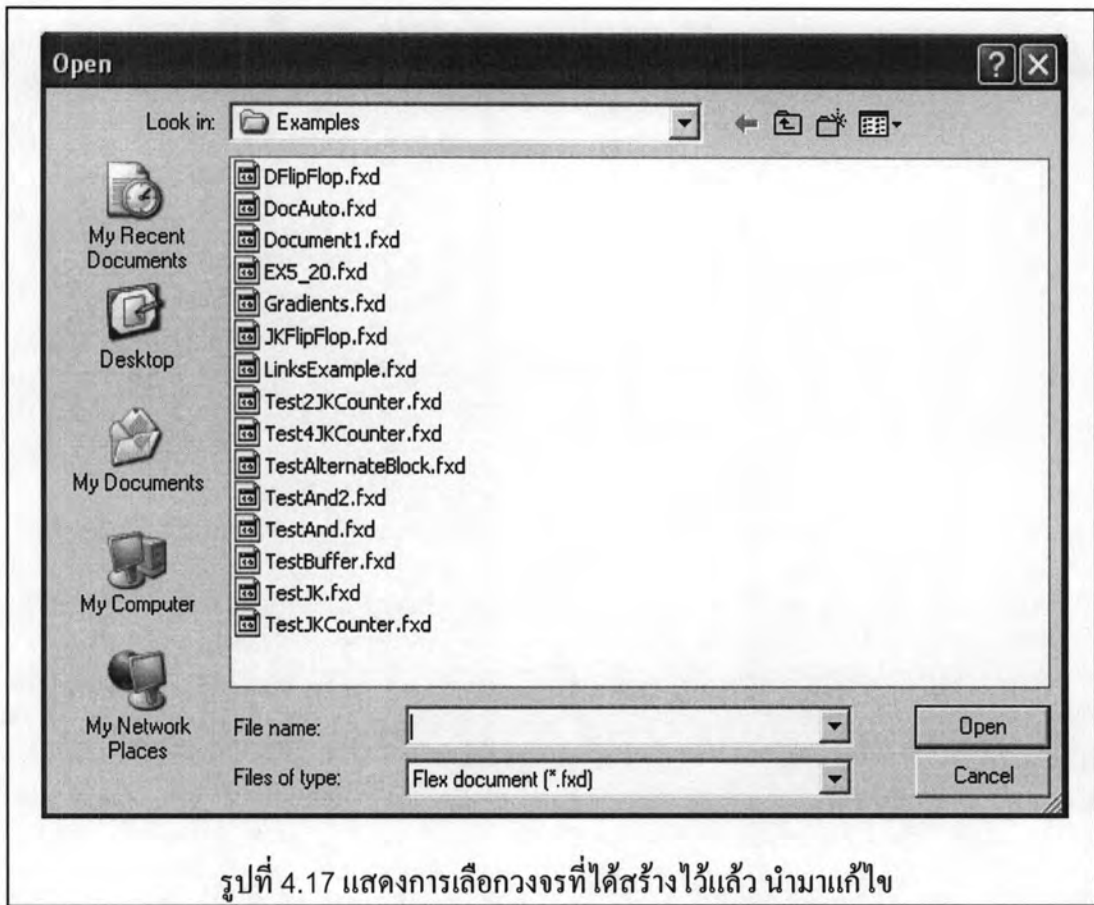 Open
Look in: Examples
My Recent Documents
Desktop
My Documents
My Computer
My Network Places
DFlipFlop.fxd
DocAuto.fxd
Document1.fxd
EX5_20.fxd
Gradients.fxd
JKFlipFlop.fxd
LinksExample.fxd
Test2JKCounter.fxd
Test4JKCounter.fxd
TestAlternateBlock.fxd
TestAnd2.fxd
TestAnd.fxd
TestBuffer.fxd
TestJK.fxd
TestJKCounter.fxd
File name:
Open
Files of type: Flex document (*.fxd)
Cancel
รูปที่ 4.17 แสดงการเลือกวงจรที่ได้สร้างไว้แล้ว นำมาแก้ไข